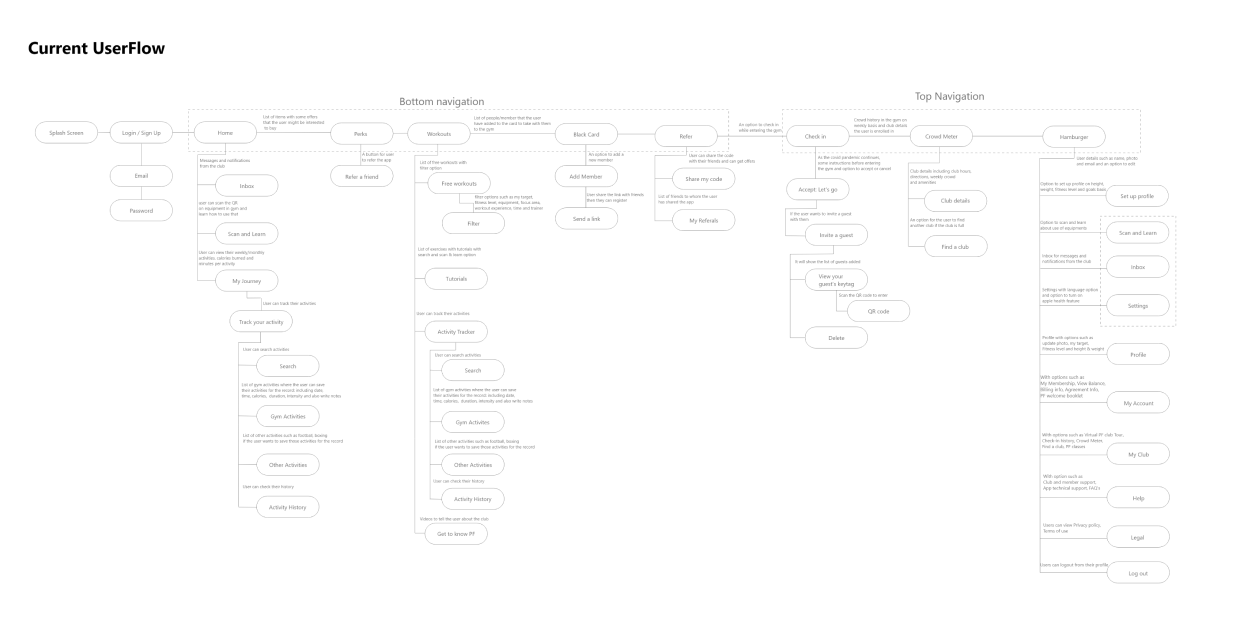 Current UserFlow
Bottom navigation
Top Navigation
Splash Screen
Login / Sign Up
Email
Password
Home
List of items with some offers
that the user might be interested
to buy
Messages and notifications
from the club
Inbox
user can scan the QR
on equipment in gym and
learn how to use that
Scan and Learn
User can view their weekly/monthly
activities, calories burned and
minutes per activity
My Journey
User can track their activities
Track your activity
User can search activities
Search
List of gym activities where the user can save
their activities for the record including date,
time, calories, duration, intensity and also write notes
Gym Activities
List of other activities such as football, boxing
if the user wants to save those activities for the record
Other Activities
User can check their history
Activity History
Perks
A button for user
to refer the app
Refer a friend
Workouts
List of people/member that the user
have added in the card to take with them
to the gym
List of free workout with
filter option
Free workouts
filter options such as my target,
fitness level, equipment, focus area,
workout experience, time and trainer
Filter
List of exercises with tutorials with
search and scan & learn option
Tutorials
User can track their activities
Activity Tracker
User can search activities
Search
List of gym activities where the user can save
their activities for the record including date,
time, calories, duration, intensity and also write notes
Gym Activites
List of other activities such as football, boxing
if the user wants to save those activities for the record
Other Activities
User can check their history
Activity History
Videos to tell the user about the club
Get to know PF
Black Card
An option to add a
new member
Add Member
User share the link with friends
then they can register
Send a link
Refer
User can share the code
with their friends and can get offers
Share my code
List of friends to whom the user
has shared the app
My Referals
An option to check in
while entering the gym
Check in
As the covid pandemic continues,
some instructions before entering
the gym and option to accept or cancel
Accept: Let's go
If the user wants to invite a guest
with them
Invite a guest
It will show the list of guests added
View your
guest's keytag
Scan the QR code to enter
QR code
Delete
Crowd history in the gym on
weekly basis and club details
the user is enrolled in
Crowd Meter
Club details including club hours
directions, weekly crowd
and amenities
Club details
An option for the user to find
another club if the club is full
Find a club
Hamburger
User details such as name, photo
and email and an option to edit
Option to set up profile on height,
weight, fitness level and goals base
Set up profile
Option to scan and learn
about use of equipments
Scan and Learn
Inbox for messages and
notifications from the club
Inbox
Settings with language option
and option to turn on
apple health feature
Settings
Profile with options such as
update photo, my target,
fitness level and height & weight
Profile
With options such as
My Membership, View Balance,
Billing info, Agreement Info,
PF welcome booklet
My Account
With options such as Virtual PF club Tour,
Check-in history, Crowd Meter,
Find a club, PF classes
My Club
With option such as
Club and member support,
App technical support, FAQ's
Help
Users can view Privacy policy,
Terms of use
Legal
Users can logout from their profile
Log out